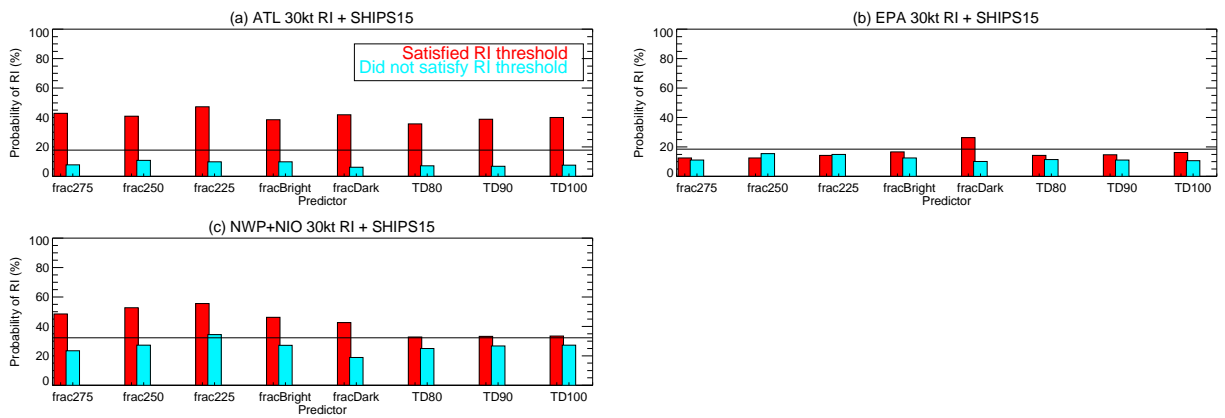 (a) ATL 30kt RI + SHIPS15
100
80
60
40
20
0
Probability of RI (%)
Satisfied RI threshold
Did not satisfy RI threshold
frac275 frac250 frac225 fracBright fracDark TD80 TD90 TD100
Predictor
(b) EPA 30kt RI + SHIPS15
100
80
60
40
20
0
Probability of RI (%)
frac275 frac250 frac225 fracBright fracDark TD80 TD90 TD100
Predictor
(c) NWP+NIO 30kt RI + SHIPS15
100
80
60
40
20
0
Probability of RI (%)
frac275 frac250 frac225 fracBright fracDark TD80 TD90 TD100
Predictor